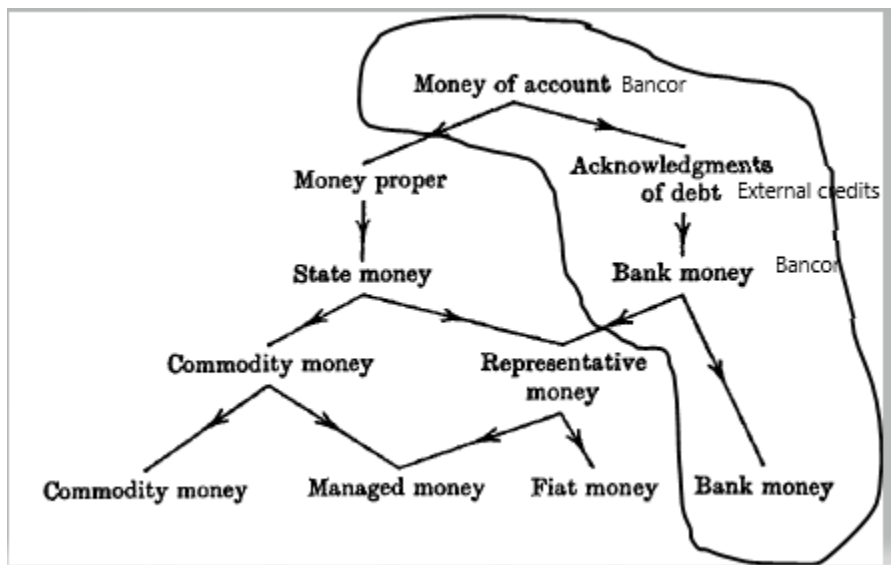 Money of account Bancor
Money proper
Acknowledgments
of debt External credits
State money
Bank money Bancor
Commodity money
Representative
money
Commodity money
Managed money
Fiat money
Bank money